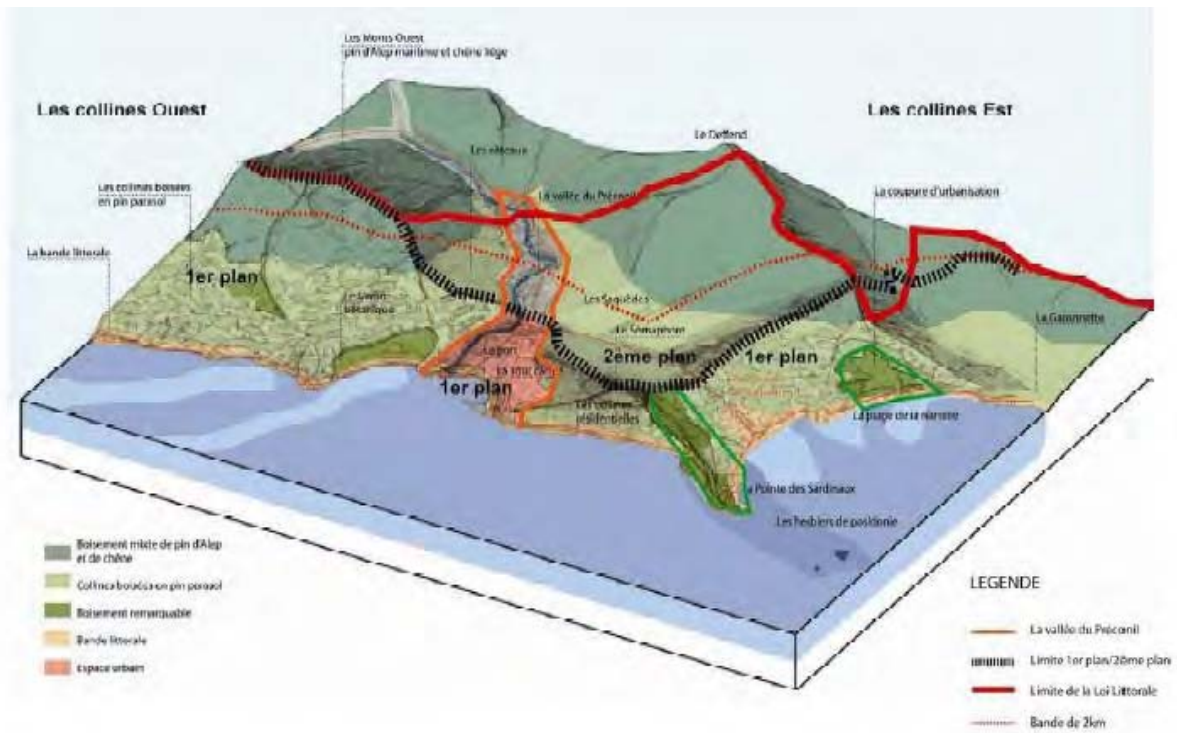 Les Monts Ouest
pin d'Alep maritime et chêne liège
Les collines Ouest
Les collines Est
Le Deffend
Les collines boisées
en pin parasol
La vallée du Préconil
La coupure d'urbanisation
La bande littorale
1er plan
Les Saquèdes
Le Sémaphore
La Garonnette
Le port
2ème plan
1er plan
1er plan
Les collines
résidentielles
La plage de la Nartelle
La Pointe des Sardinaux
Les herbiers de posidonie
Boisement mixte de pin d'Alep
et de chêne
Collines boisées en pin parasol
Boisement remarquable
Bande littorale
Espace urbain
LEGENDE
La vallée du Préconil
Limite 1er plan/2ème plan
Limite de la Loi Littorale
Bande de 2km